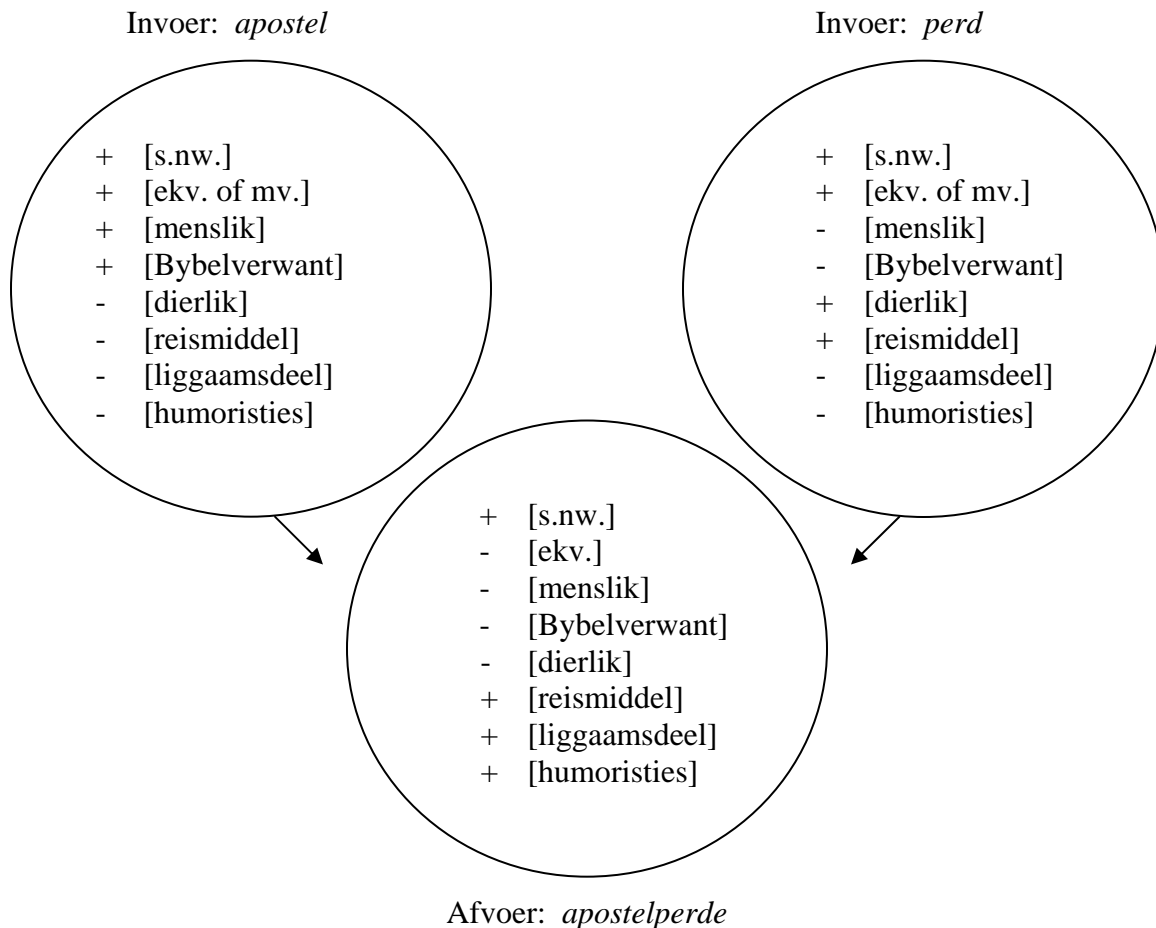 Invoer: apostel
+ [s.nw.]
+ [ekv. of mv.]
+ [menslik]
+ [Bybelverwant]
- [dierlik]
- [reismiddel]
- [liggaamsdeel]
- [humoristies]
Invoer: perd
+ [s.nw.]
+ [ekv. of mv.]
- [menslik]
- [Bybelverwant]
+ [dierlik]
+ [reismiddel]
- [liggaamsdeel]
- [humoristies]
+ [s.nw.]
- [ekv.]
- [menslik]
- [Bybelverwant]
- [dierlik]
+ [reismiddel]
+ [liggaamsdeel]
+ [humoristies]
Afvoer: apostelperde